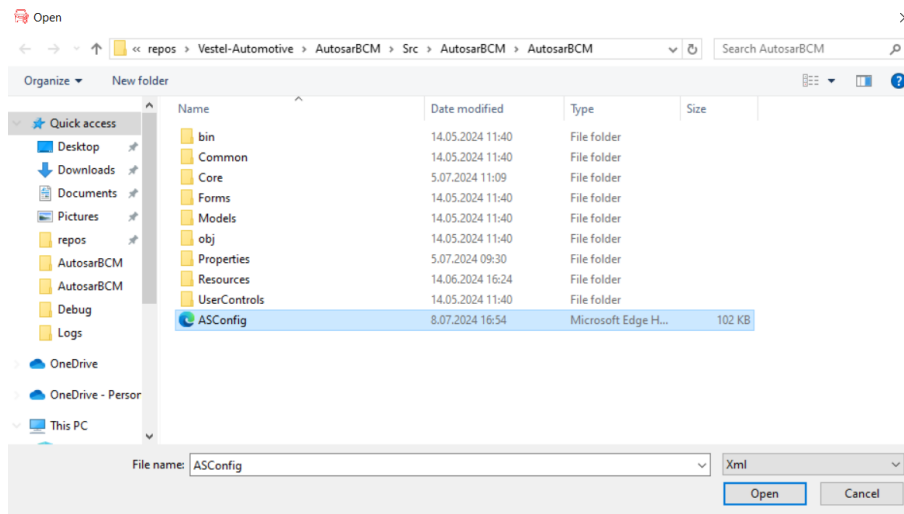 Open
« repos > Vestel-Automotive > AutosarBCM > Src > AutosarBCM > AutosarBCM
Search AutosarBCM
Organize
New folder
Name Date modified Type Size
Quick access
Desktop
Downloads
Documents
Pictures
repos
AutosarBCM
AutosarBCM
Debug
Logs
OneDrive
OneDrive - Person
This PC
bin 14.05.2024 11:40 File folder
Common 14.05.2024 11:40 File folder
Core 5.07.2024 11:09 File folder
Forms 14.05.2024 11:40 File folder
Models 14.05.2024 11:40 File folder
obj 14.05.2024 11:40 File folder
Properties 5.07.2024 09:30 File folder
Resources 14.06.2024 16:24 File folder
UserControls 14.05.2024 11:40 File folder
ASConfig 8.07.2024 16:54 Microsoft Edge H... 102 KB
File name: ASConfig Xml
Open Cancel